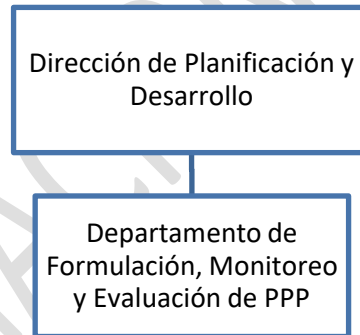 Dirección de Planificación y
Desarrollo
Departamento de
Formulación, Monitoreo
y Evaluación de PPP